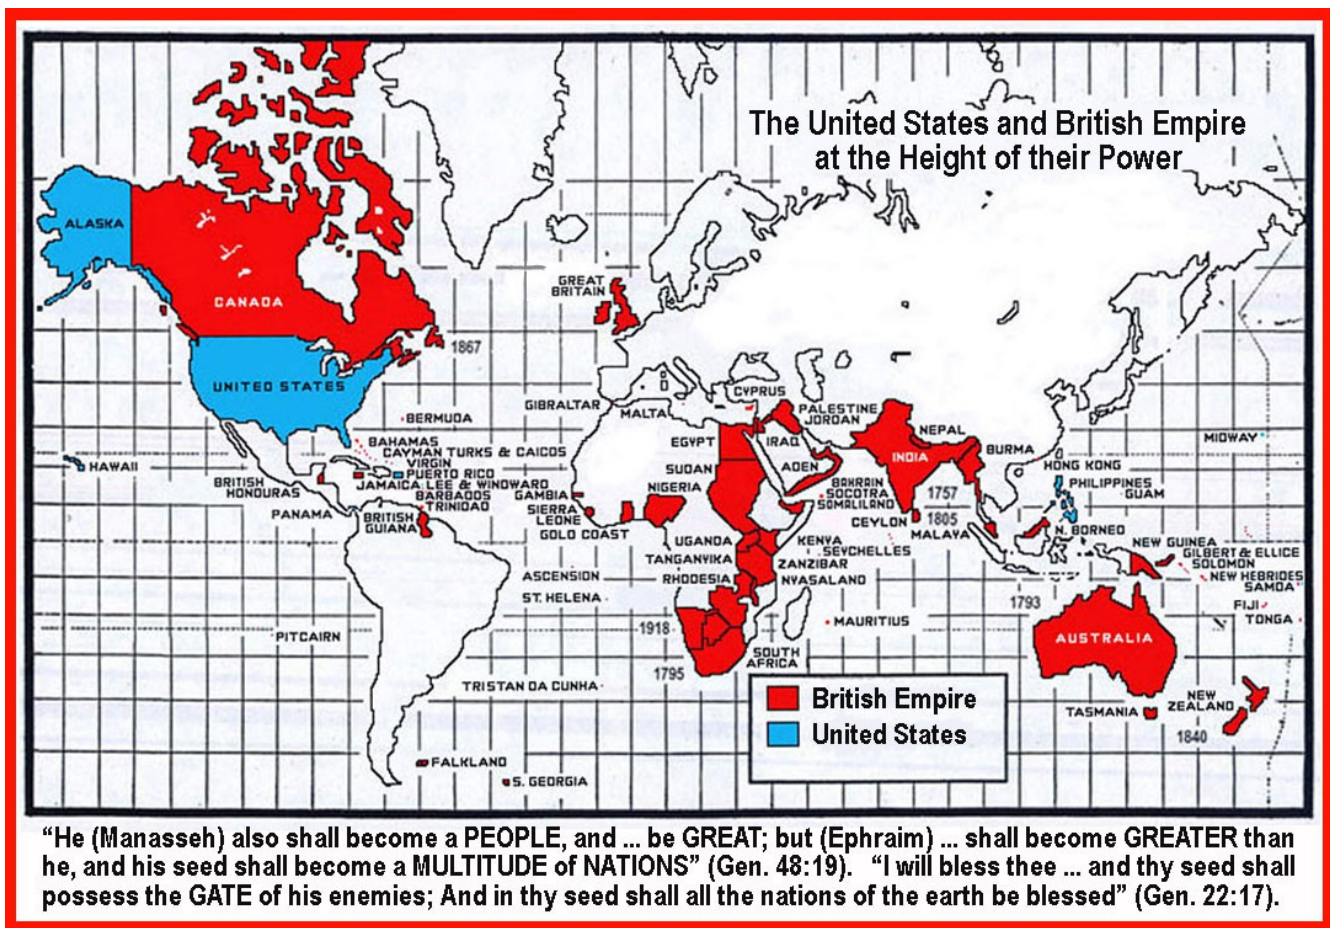 The United States and British Empire
at the Height of their Power
ALASKA
CANADA
GREAT
BRITAIN
1867
UNITED STATES
BERMUDA
GIBRALTAR
MALTA
CYPRUS
PALESTINE
JORDAN
EGYPT
IRAQ
NEPAL
BURMA
MIDWAY
HAWAII
BAHAMAS
CAYMAN TURKS & CAICOS
VIRGIN
PUERTO RICO
JAMAICA LEE & WINDWARD
BARBADOS
TRINIDAD
BRITISH
HONDURAS
PANAMA
BRITISH
GUIANA
SUDAN
ADEN
INDIA
HONG KONG
PHILIPPINES
GUAM
GAMBIA
NIGERIA
BAHRAIN
SOCOTRA
SOMALILAND
1757
1805
SIERRA
LEONE
GOLD COAST
CEYLON
MALAYA
N. BORNEO
UGANDA
KENYA
SEYCHELLES
NEW GUINEA
GILBERT & ELLICE
SOLOMON
NEW HEBRIDES
SAMOA
TANGANYIKA
ZANZIBAR
ASCENSION
RHODESIA
NYASALAND
ST. HELENA
1793
FIJI
TONGA
PITCAIRN
1918
MAURITIUS
AUSTRALIA
1795
SOUTH
AFRICA
TRISTAN DA CUNHA
British Empire
United States
TASMANIA
NEW
ZEALAND
1840
FALKLAND
S. GEORGIA
“He (Manasseh) also shall become a PEOPLE, and ... be GREAT; but (Ephraim) ... shall become GREATER than
he, and his seed shall become a MULTITUDE of NATIONS” (Gen. 48:19). “I will bless thee ... and thy seed shall
possess the GATE of his enemies; And in thy seed shall all the nations of the earth be blessed” (Gen. 22:17).